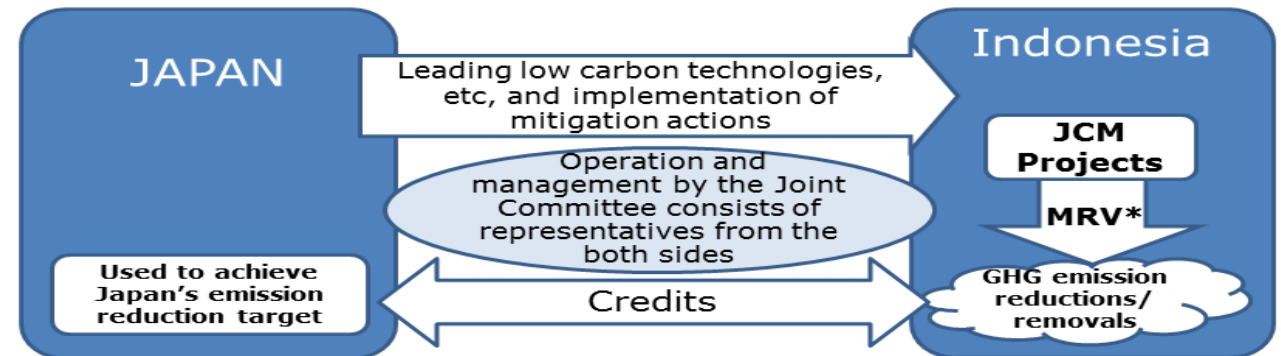 JAPAN
Leading low carbon technologies,
etc, and implementation of
mitigation actions
Indonesia
JCM
Projects
MRV*
Operation and
management by the Joint
Committee consists of
representatives from the
both sides
Used to achieve
Japan's emission
reduction target
Credits
GHG emission
reductions/
removals